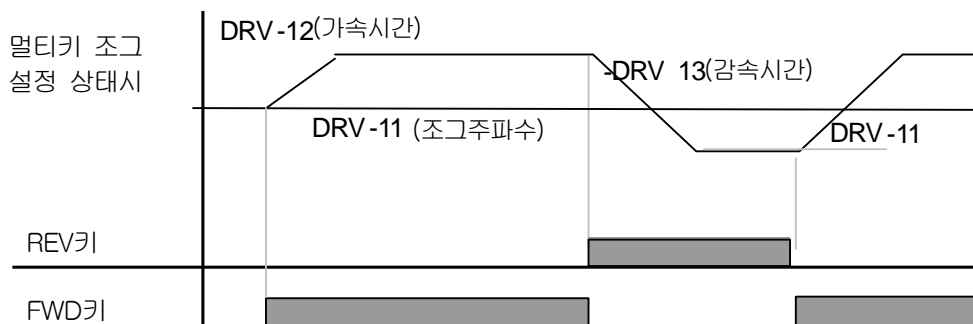 DRV-12(가속시간)
멀티키 조그
설정 상태시
-DRV 13(감속시간)
DRV-11 (조그주파수)
DRV-11
REV키
FWD키